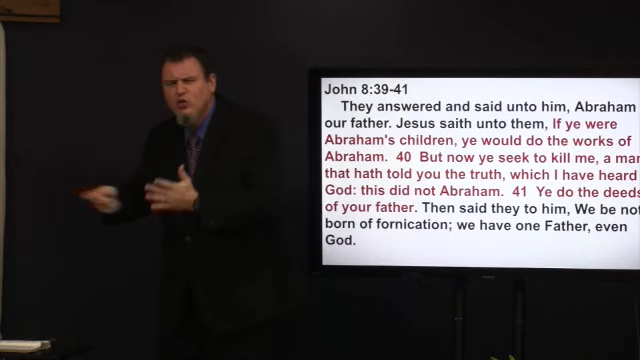 John 8:39-41
They answered and said unto him, Abraham
our father. Jesus saith unto them, If ye were
Abraham's children, ye would do the works of
Abraham. 40 But now ye seek to kill me, a man
that hath told you the truth, which I have heard
God: this did not Abraham. 41 Ye do the deeds
of your father. Then said they to him, We be not
born of fornication; we have one Father, even
God.